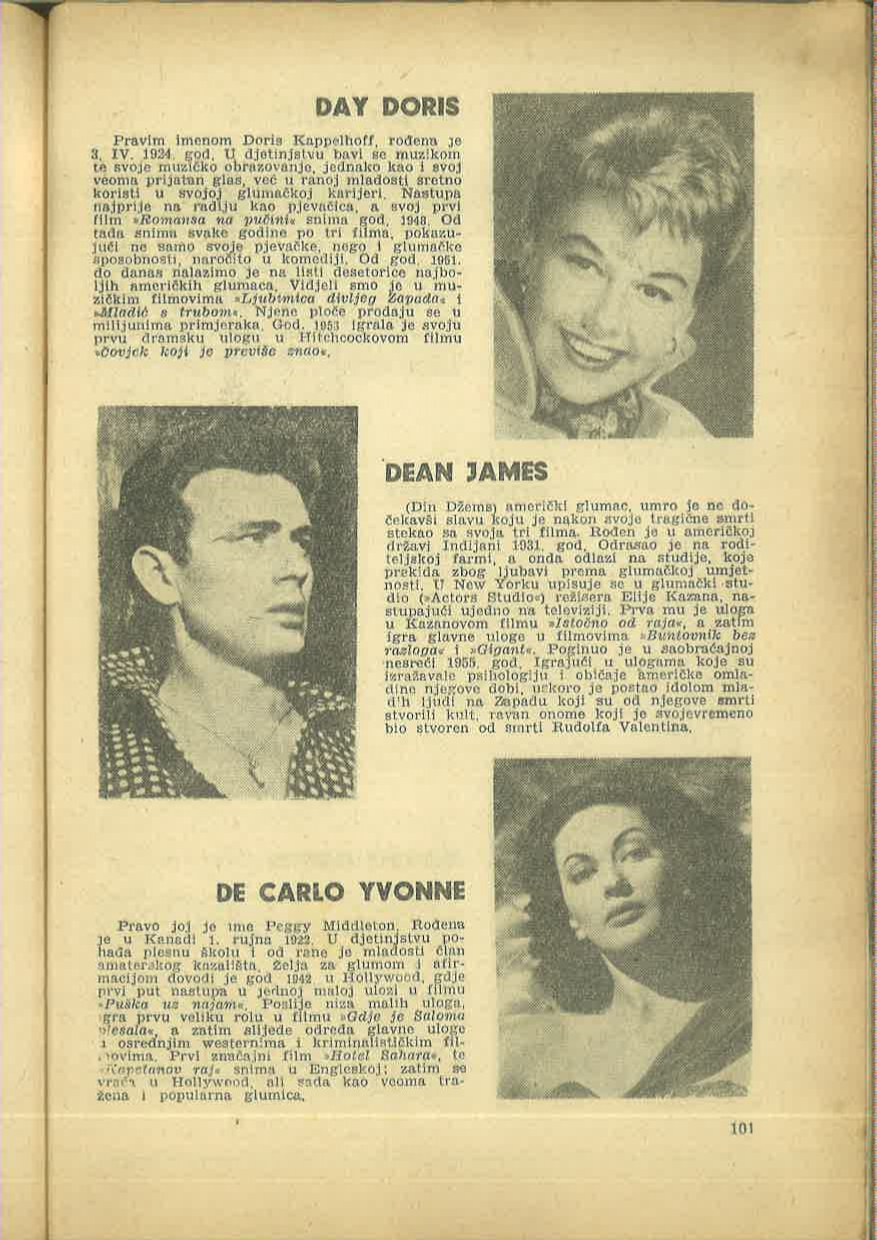 DAY DORIS
Pravim imenom Doris Kappelhoff, rođena je
3. IV. 1924. god. U djetinjstvu bavi se muzikom
te svoje muzičko obrazovanje, jednako kao i svoj
veoma prijatan glas, već u ranoj mladosti sretno
koristi u svojoj glumačkoj karijeri. Nastupa
najprije na radiju kao pjevačica, a svoj prvi
film »Romansa na pučini« snima god. 1948. Od
tada snima svake godine po tri filma, pokazu-
jući ne samo svoje pjevačke, nego i glumačke
sposobnosti, naročito u komediji. Od god. 1951.
do danas nalazimo je na listi desetorice najbo-
ljih američkih glumaca. Vidjeli smo je u mu-
zičkim filmovima »Ljubimica divljeg Zapada« i
»Mladić s trubom«. Njene ploče prodaju se u
milijunima primjeraka. God. 1953 igrala je svoju
prvu dramsku ulogu u Hitchcockovom filmu
»Čovjek koji je previše znao«.
DEAN JAMES
(Din Džems) američki glumac, umro je ne do-
čekavši slavu koju je nakon svoje tragične smrti
stekao sa svoja tri filma. Rođen je u američkoj
državi Indijani 1931. god. Odrasao je na rodi-
teljskoj farmi, a onda odlazi na studije, koje
prekida zbog ljubavi prema glumačkoj umjet-
nosti. U New Yorku upisuje se u glumački stu-
dio (»Actors Studio«) režisera Elije Kazana, na-
stupajući ujedno na televiziji. Prva mu je uloga
u Kazanovom filmu »Istočno od raja«, a zatim
igra glavne uloge u filmovima »Buntovnik bez
razloga« i »Gigant«. Poginuo je u saobraćajnoj
nesreći 1955. god. Igrajući u ulogama koje su
izražavale psihologiju i običaje američke omla-
dine njegove dobi, uskoro je postao idolom mla-
d'h ljudi na Zapadu koji su od njegove smrti
stvorili kult, ravan onome koji je svojevremeno
bio stvoren od smrti Rudolfa Valentina.
DE CARLO YVONNE
Pravo joj je ime Peggy Middleton. Rođena
je u Kanadi 1. rujna 1922. U djetinjstvu po-
hađa plesnu školu i od rane je mladosti član
amaterskog kazališta. Želja za glumom i afir-
macijom dovodi je god. 1942 u Hollywood, gdje
prvi put nastupa u jednoj maloj ulozi u filmu
»Puška uz najam«. Poslije niza malih uloga,
gra prvu veliku rolu u filmu »Gdje je Saloma
plesala«, a zatim slijede odreda glavne uloge
u osrednjim westernima i kriminalističkim fil-
movima. Prvi značajni film »Hotel Sahara«, te
»Kapetanov raj« snima u Engleskoj; zatim se
vraća u Hollywood, ali sada kao veoma tra-
žena i popularna glumica.
101